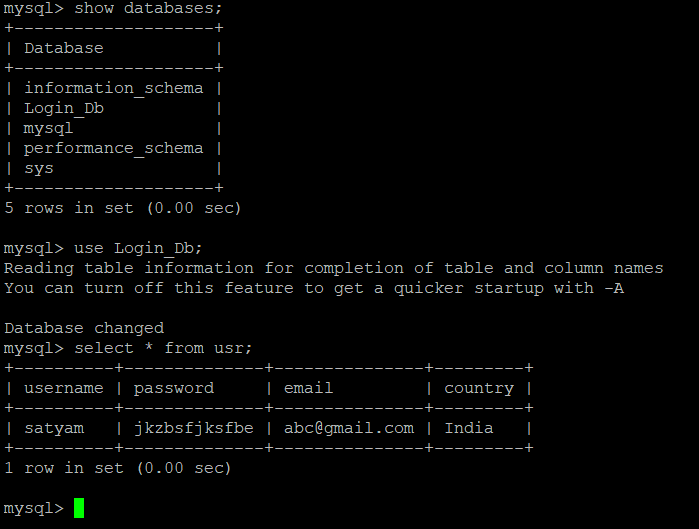 mysql> show databases;
+--------------------+
| Database           |
+--------------------+
| information_schema |
| Login_Db           |
| mysql              |
| performance_schema |
| sys                |
+--------------------+
5 rows in set (0.00 sec)
mysql> use Login_Db;
Reading table information for completion of table and column names
You can turn off this feature to get a quicker startup with -A
Database changed
mysql> select * from usr;
+----------+--------------+---------------+---------+
| username | password     | email         | country |
+----------+--------------+---------------+---------+
| satyam   | jkzbsfjksfbe | abc@gmail.com | India   |
+----------+--------------+---------------+---------+
1 row in set (0.00 sec)
mysql>